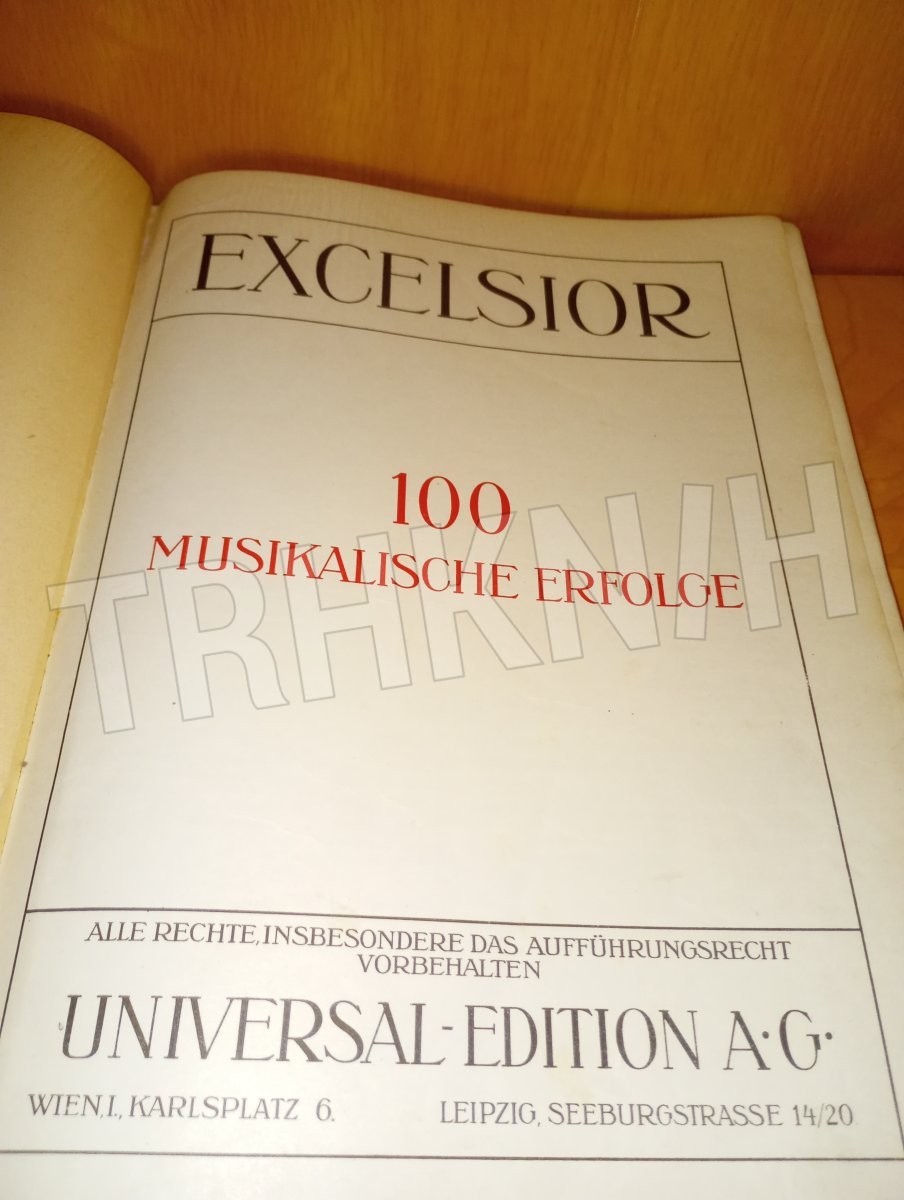 EXCELSIOR
100
MUSIKALISCHE ERFOLGE
TRHKN/H
ALLE RECHTE, INSBESONDERE DAS AUFFÜHRUNGSRECHT
VORBEHALTEN
UNIVERSAL-EDITION A·G·
WIEN, I., KARLSPLATZ 6. LEIPZIG, SEEBURGSTRASSE 14/20